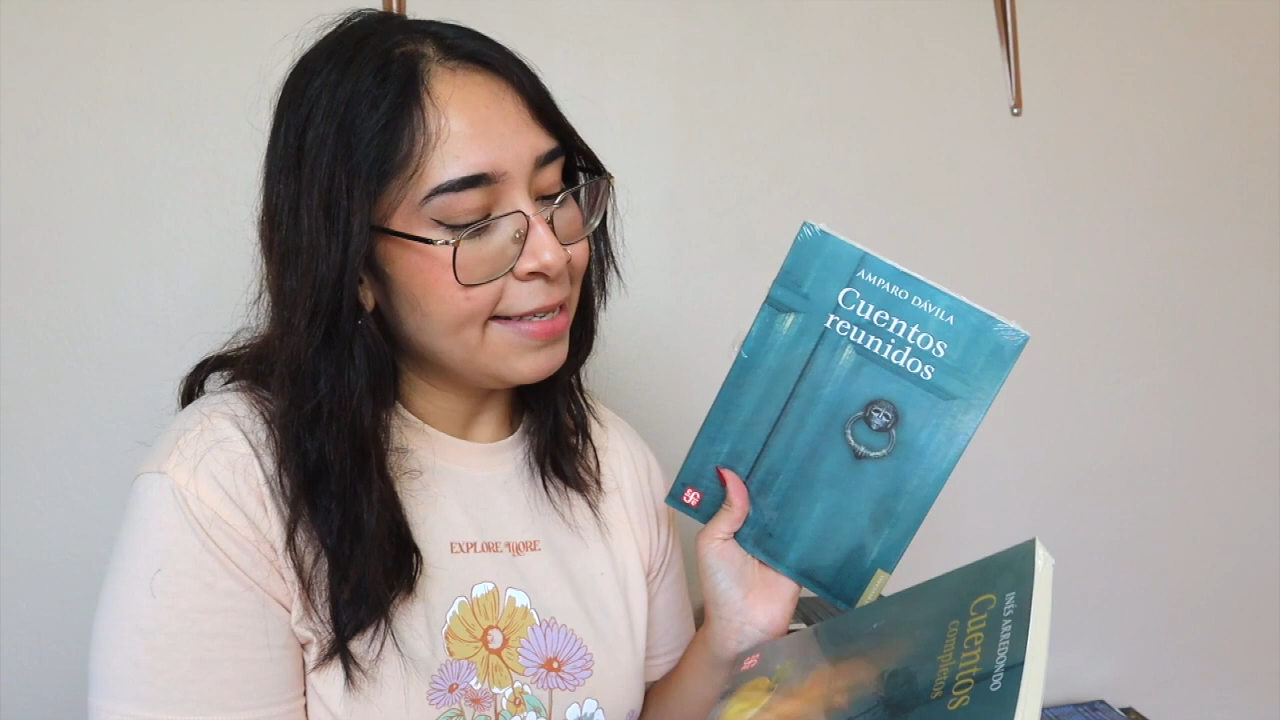 AMPARO DÁVILA
Cuentos
reunidos
EXPLORE MORE
INÉS ARREDONDO
Cuentos
completos